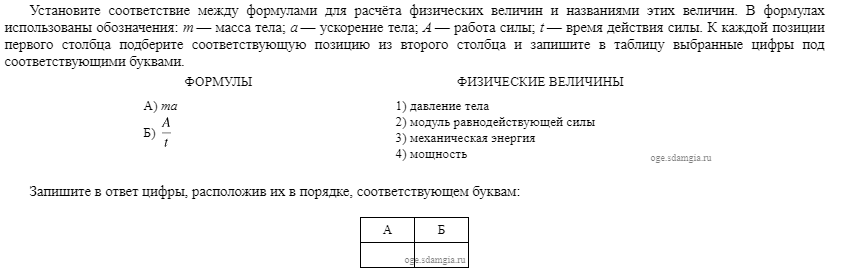 Установите соответствие между формулами для расчёта физических величин и названиями этих величин. В формулах
использованы обозначения: m — масса тела; a — ускорение тела; A — работа силы; t — время действия силы. К каждой позиции
первого столбца подберите соответствующую позицию из второго столбца и запишите в таблицу выбранные цифры под
соответствующими буквами.
ФОРМУЛЫ
А) ma
Б) A/t
ФИЗИЧЕСКИЕ ВЕЛИЧИНЫ
1) давление тела
2) модуль равнодействующей силы
3) механическая энергия
4) мощность
oge.sdamgia.ru
Запишите в ответ цифры, расположив их в порядке, соответствующем буквам:
А Б
oge.sdamgia.ru